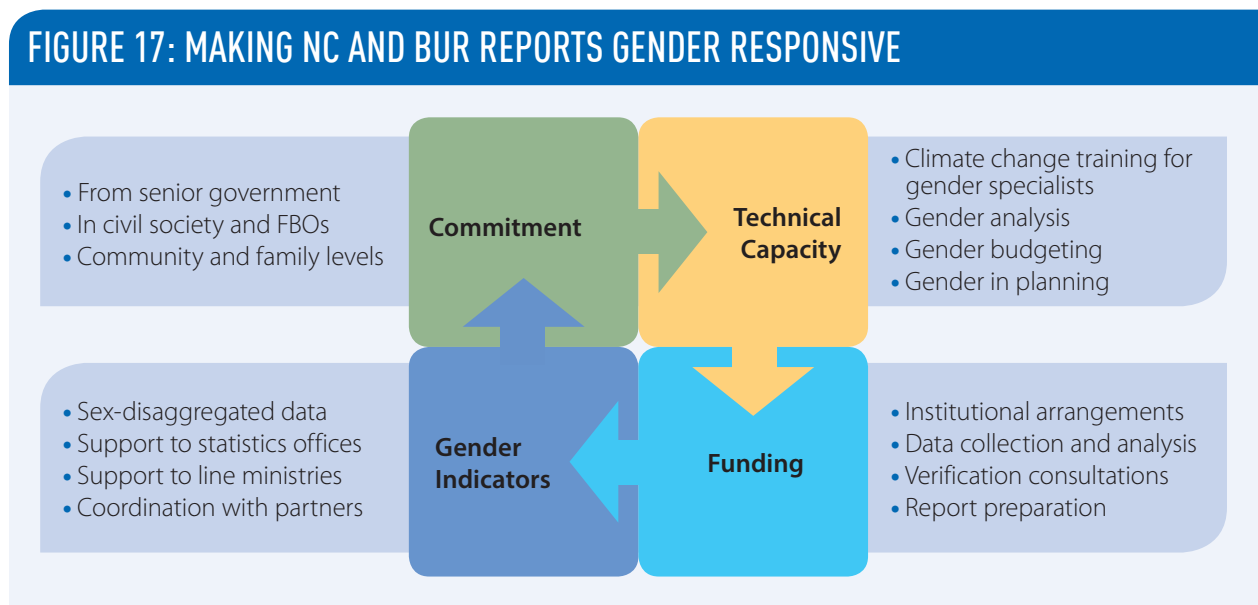 FIGURE 17: MAKING NC AND BUR REPORTS GENDER RESPONSIVE
• From senior government
• In civil society and FBOs
• Community and family levels
Commitment
Technical
Capacity
• Climate change training for
gender specialists
• Gender analysis
• Gender budgeting
• Gender in planning
• Sex-disaggregated data
• Support to statistics offices
• Support to line ministries
• Coordination with partners
Gender
Indicators
Funding
• Institutional arrangements
• Data collection and analysis
• Verification consultations
• Report preparation